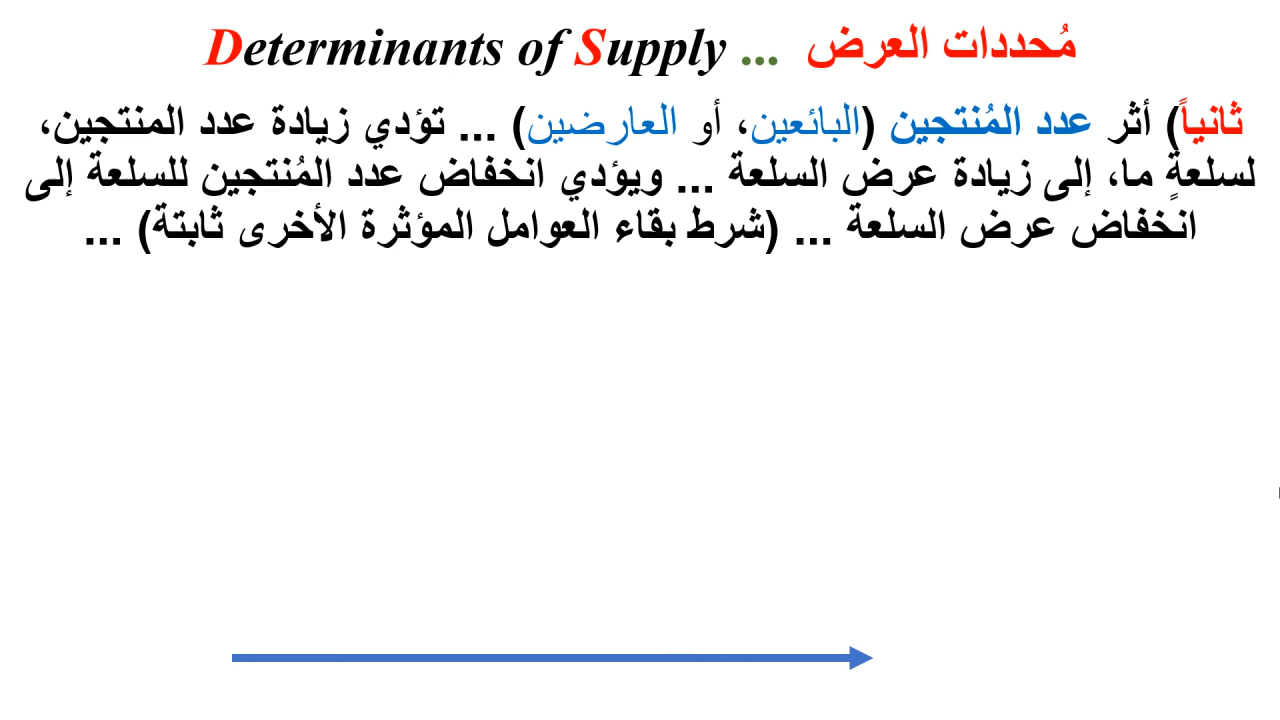 مُحددات العرض ... Determinants of Supply
ثانياً) أثر عدد المُنتجين (البائعين، أو العارضين) ... تؤدي زيادة عدد المنتجين،
لسلعةٍ ما، إلى زيادة عرض السلعة ... ويؤدي انخفاض عدد المُنتجين للسلعة إلى
انخفاض عرض السلعة ... (شرط بقاء العوامل المؤثرة الأخرى ثابتة) ...